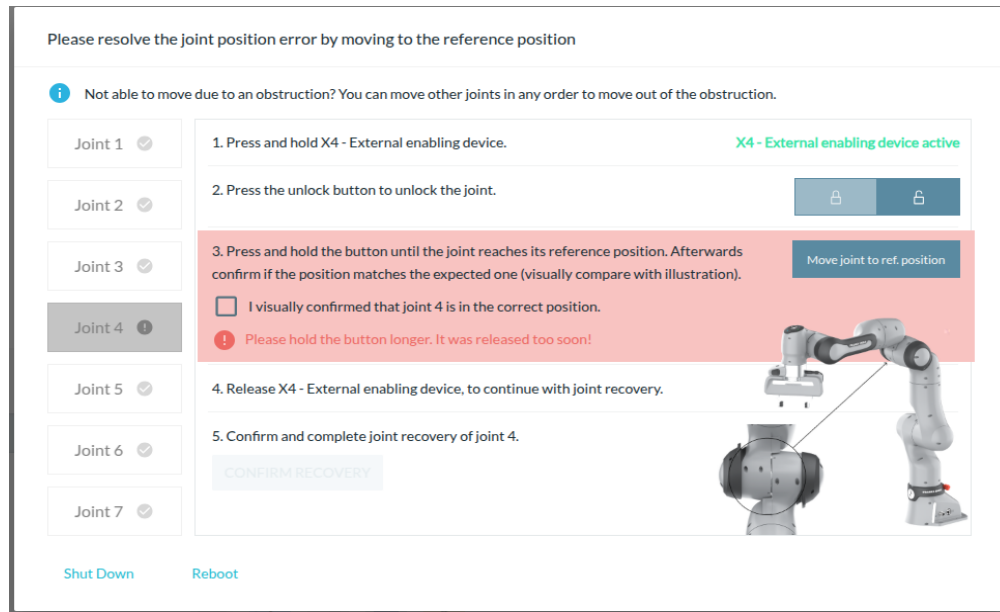 Please resolve the joint position error by moving to the reference position
Not able to move due to an obstruction? You can move other joints in any order to move out of the obstruction.
Joint 1
Joint 2
Joint 3
Joint 4
Joint 5
Joint 6
Joint 7
1. Press and hold X4 - External enabling device.
X4 - External enabling device active
2. Press the unlock button to unlock the joint.
3. Press and hold the button until the joint reaches its reference position. Afterwards
confirm if the position matches the expected one (visually compare with illustration).
Move joint to ref. position
I visually confirmed that joint 4 is in the correct position.
Please hold the button longer. It was released too soon!
4. Release X4 - External enabling device, to continue with joint recovery.
5. Confirm and complete joint recovery of joint 4.
CONFIRM RECOVERY
Shut Down
Reboot